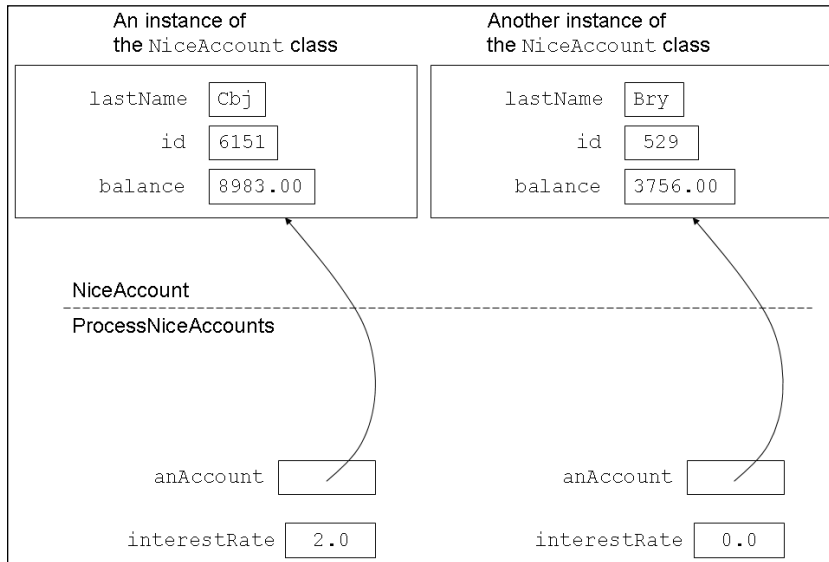 An instance of
the NiceAccount class
lastName Cbj
id 6151
balance 8983.00
Another instance of
the NiceAccount class
lastName Bry
id 529
balance 3756.00
NiceAccount
ProcessNiceAccounts
anAccount
interestRate 2.0
anAccount
interestRate 0.0